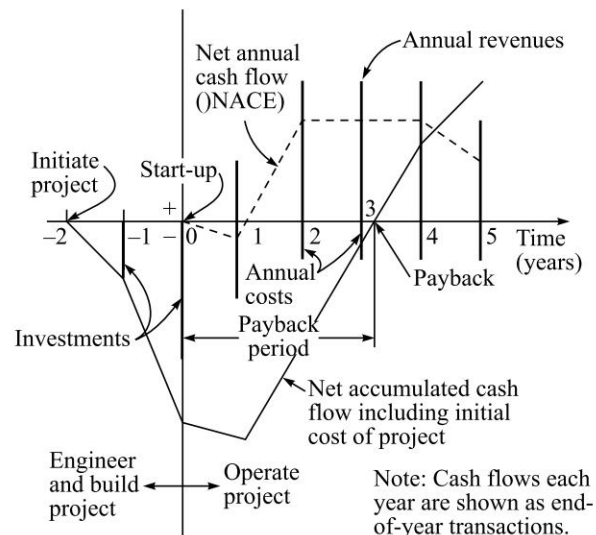 Annual revenues
Net annual
cash flow
()NACE)
Initiate
project
Start-up
+
–
–2
–1
0
1
2
3
4
5
Time
(years)
Annual
costs
Payback
Investments
Payback
period
Net accumulated cash
flow including initial
cost of project
Engineer
and build
project
Operate
project
Note: Cash flows each
year are shown as end-
of-year transactions.